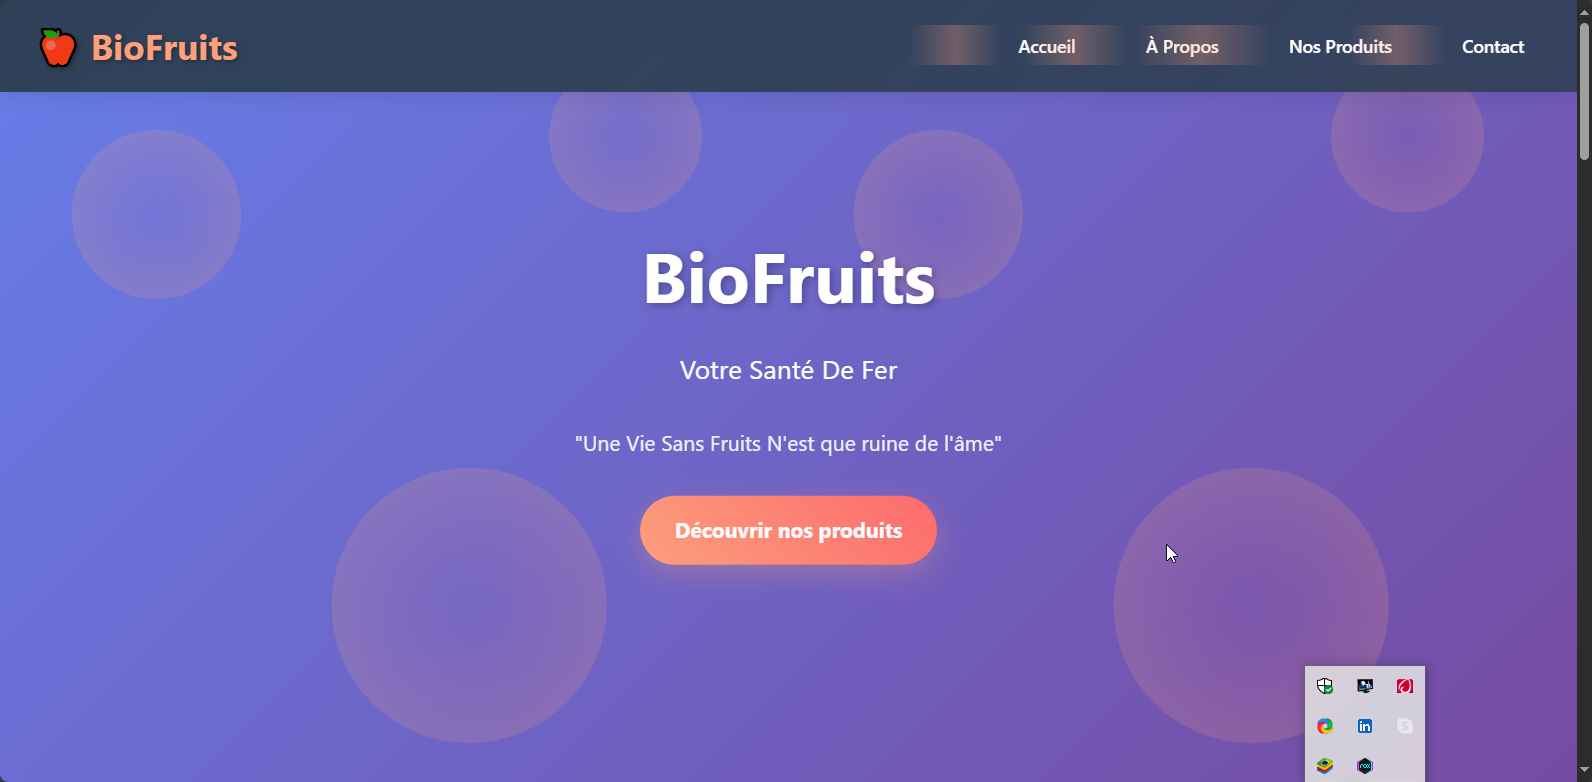 BioFruits
Accueil
À Propos
Nos Produits
Contact
BioFruits
Votre Santé De Fer
"Une Vie Sans Fruits N'est que ruine de l'âme"
Découvrir nos produits
in
S